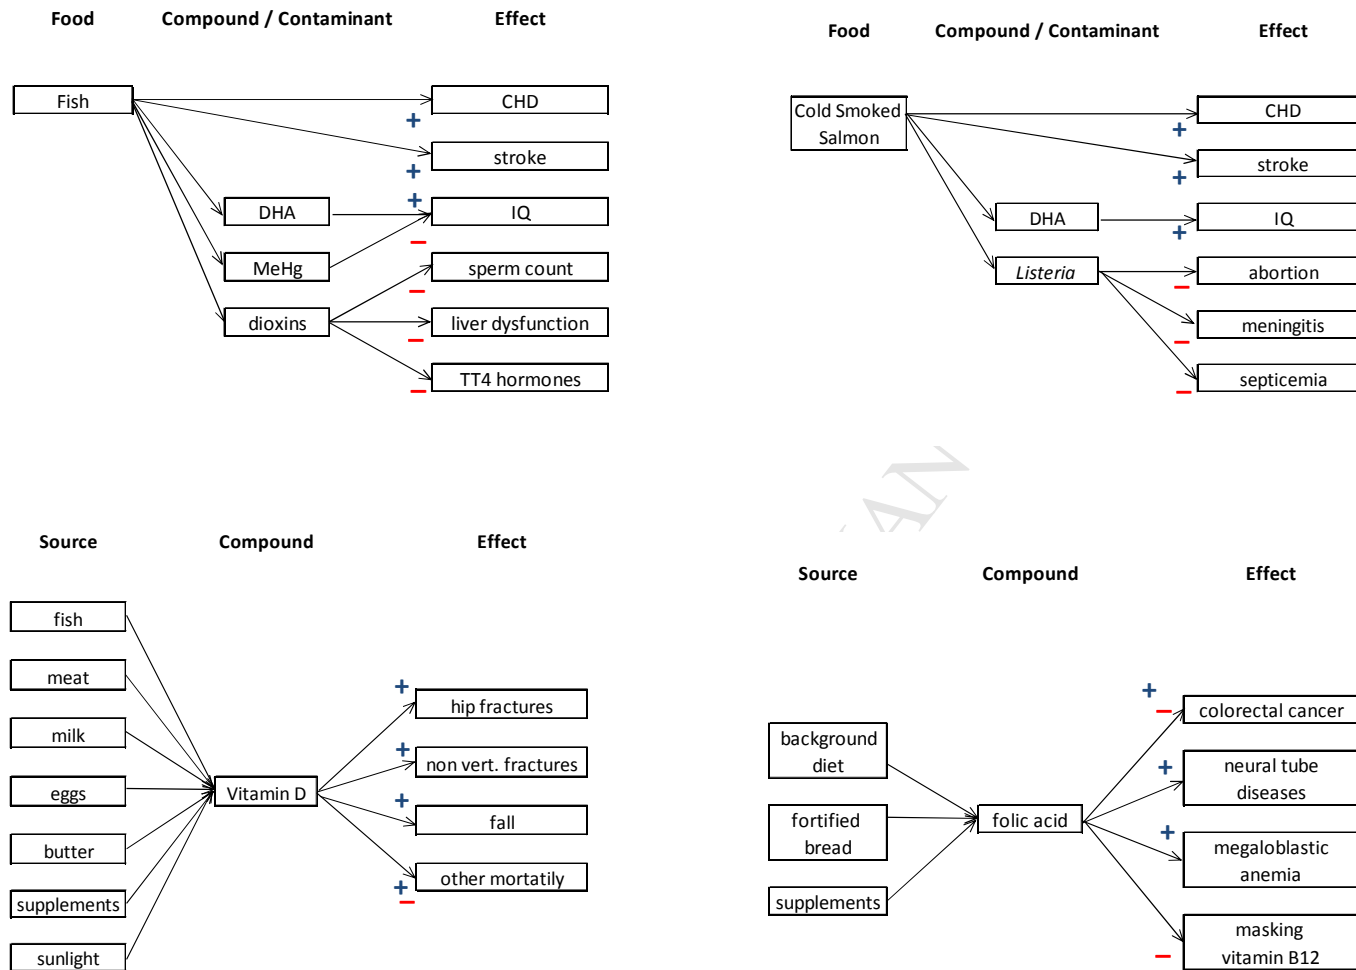 Food Compound / Contaminant Effect
Fish
CHD
+
stroke
+
+
DHA
IQ
−
MeHg
sperm count
−
dioxins
liver dysfunction
−
TT4 hormones
−
Food Compound / Contaminant Effect
Cold Smoked
Salmon
CHD
+
stroke
+
DHA
IQ
+
Listeria
abortion
−
meningitis
−
septicemia
−
AN
Source Compound Effect
fish
meat
milk
eggs
butter
supplements
sunlight
Vitamin D
+
hip fractures
+
non vert. fractures
+
fall
other mortatily
+
−
Source Compound Effect
background
diet
fortified
bread
supplements
folic acid
+
−
colorectal cancer
+
neural tube
diseases
+
megaloblastic
anemia
masking
vitamin B12
−